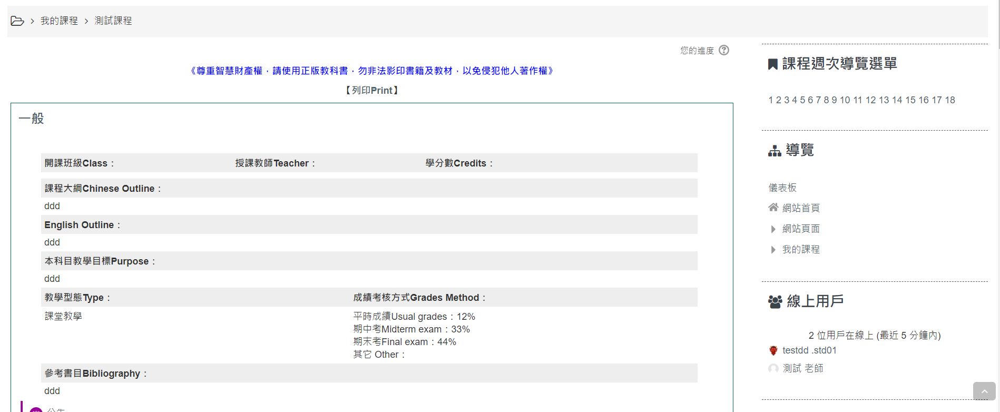 我的課程 測試課程
您的進度
《尊重智慧財產權，請使用正版教科書，勿非法影印書籍及教材，以免侵犯他人著作權》
【列印Print】
一般
開課班級Class： 授課教師Teacher： 學分數Credits：
課程大綱Chinese Outline：
ddd
English Outline：
ddd
本科目教學目標Purpose：
ddd
教學型態Type： 成績考核方式Grades Method：
課堂教學
平時成績Usual grades：12%
期中考Midterm exam：33%
期末考Final exam：44%
其它 Other：
參考書目Bibliography：
ddd
公告
課程週次導覽選單
1 2 3 4 5 6 7 8 9 10 11 12 13 14 15 16 17 18
導覽
儀表板
網站首頁
網站頁面
我的課程
線上用戶
2 位用戶在線上 (最近 5 分鐘內)
testdd .std01
測試 老師